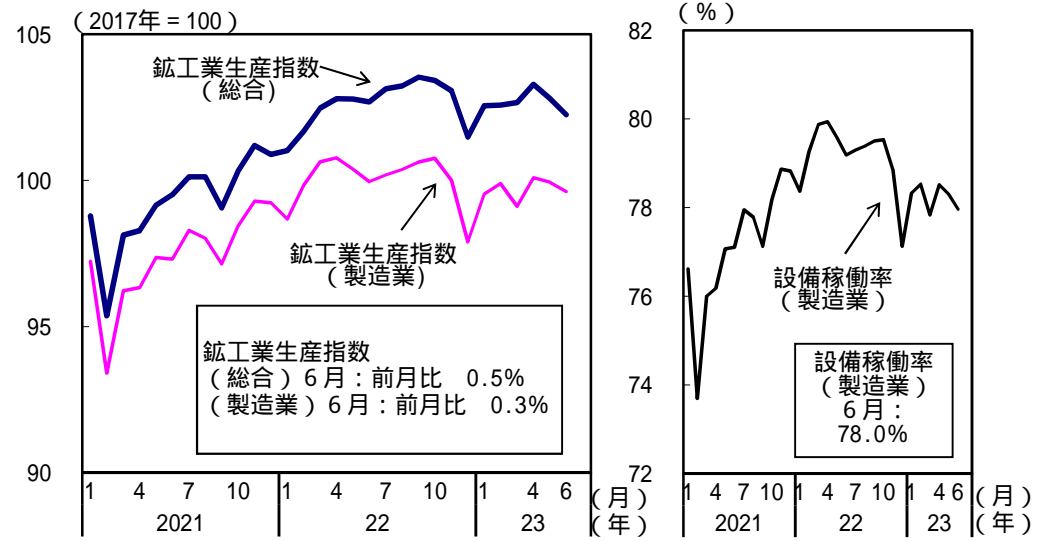 （2017年＝100）
105
100
95
90
鉱工業生産指数
（総合）
鉱工業生産指数
（製造業）
鉱工業生産指数
（総合）６月：前月比　0.5%
（製造業）６月：前月比　0.3%
1 4 7 10 1 4 7 10 1 4 6 （月）
2021 22 23 （年）
（％）
82
80
78
76
74
72
設備稼働率
（製造業）
設備稼働率
（製造業）
６月：
78.0%
1 4 7 10 1 4 7 10 1 4 6 （月）
2021 22 23 （年）